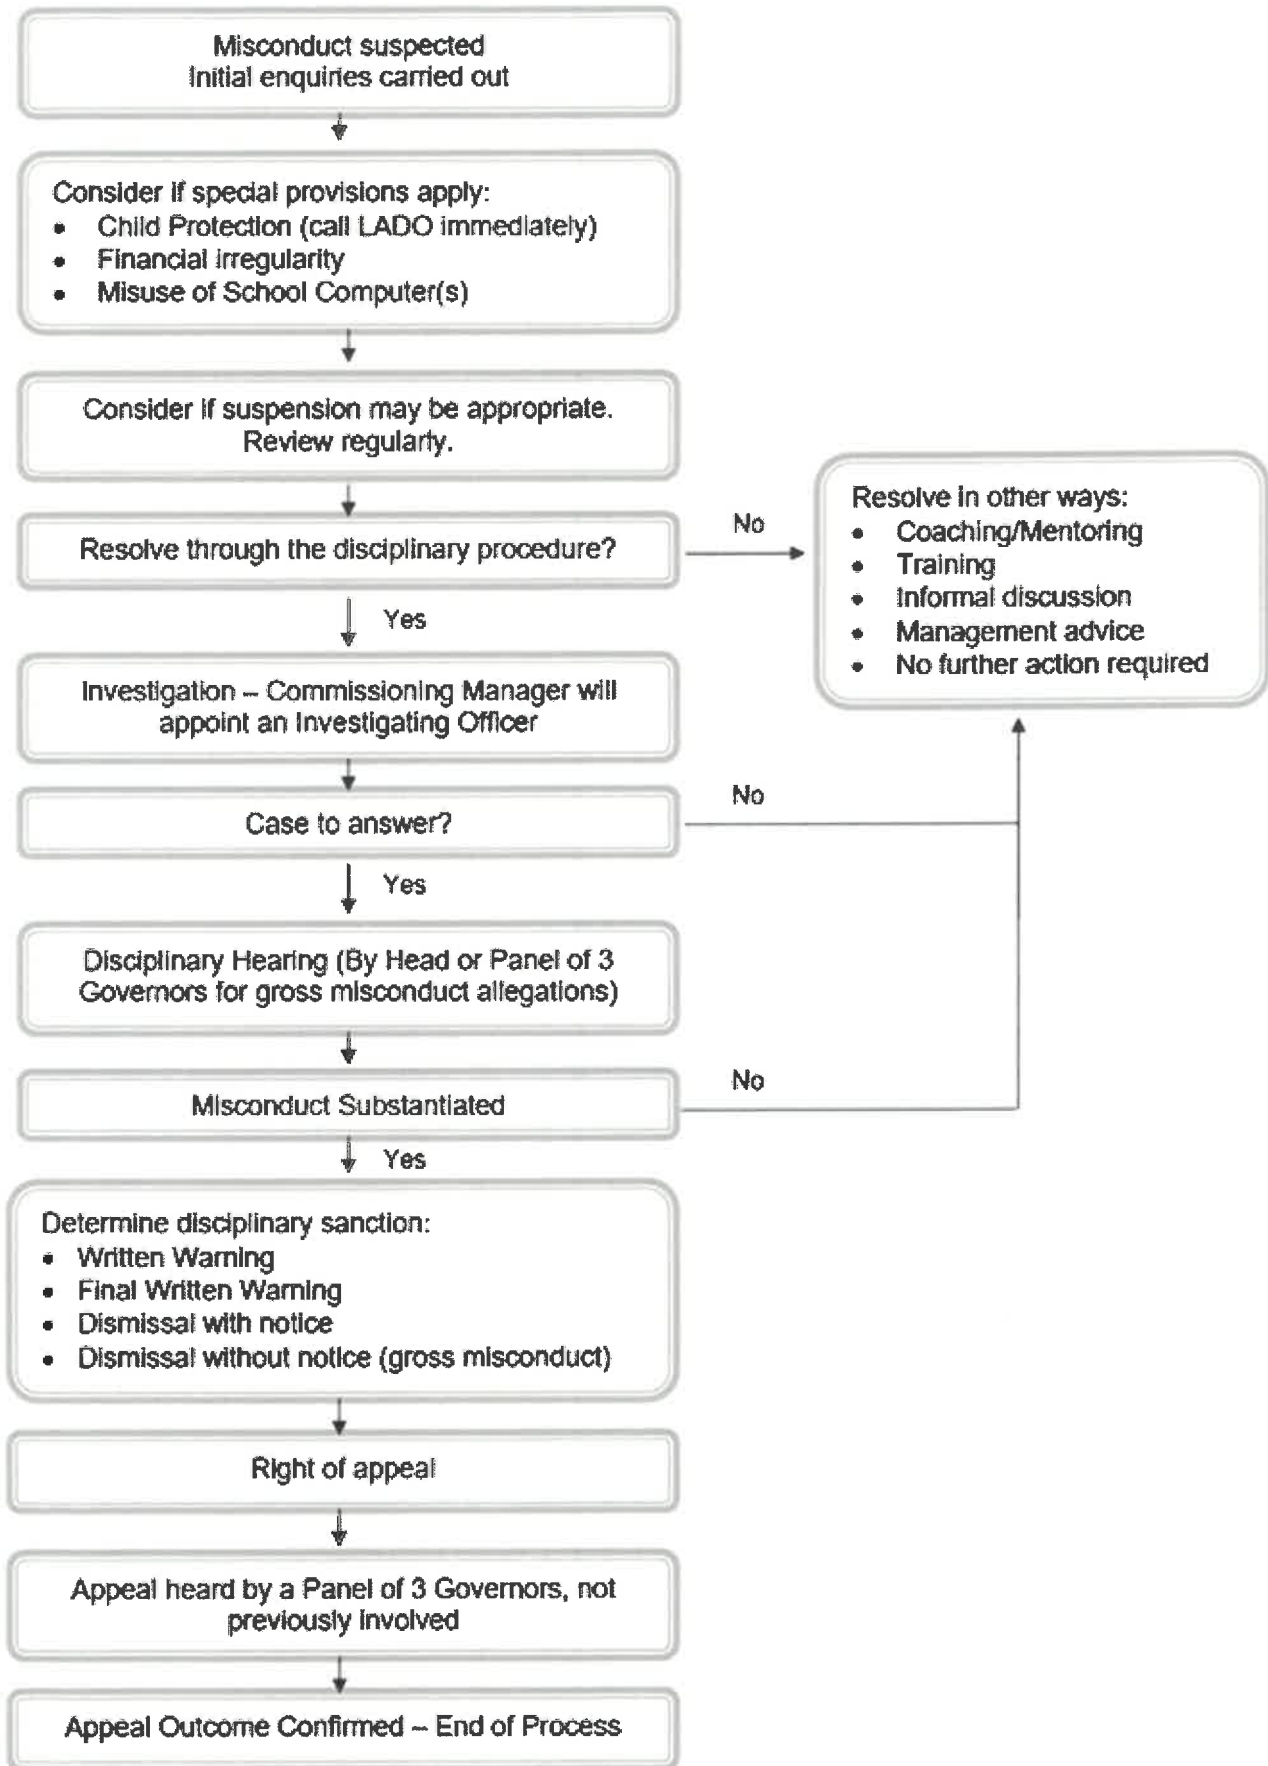 Misconduct suspected
Initial enquiries carried out
Consider if special provisions apply:
• Child Protection (call LADO immediately)
• Financial irregularity
• Misuse of School Computer(s)
Consider if suspension may be appropriate.
Review regularly.
Resolve through the disciplinary procedure?
No
Resolve in other ways:
• Coaching/Mentoring
• Training
• Informal discussion
• Management advice
• No further action required
Yes
Investigation – Commissioning Manager will
appoint an Investigating Officer
Case to answer?
No
Yes
Disciplinary Hearing (By Head or Panel of 3
Governors for gross misconduct allegations)
Misconduct Substantiated
No
Yes
Determine disciplinary sanction:
• Written Warning
• Final Written Warning
• Dismissal with notice
• Dismissal without notice (gross misconduct)
Right of appeal
Appeal heard by a Panel of 3 Governors, not
previously involved
Appeal Outcome Confirmed – End of Process